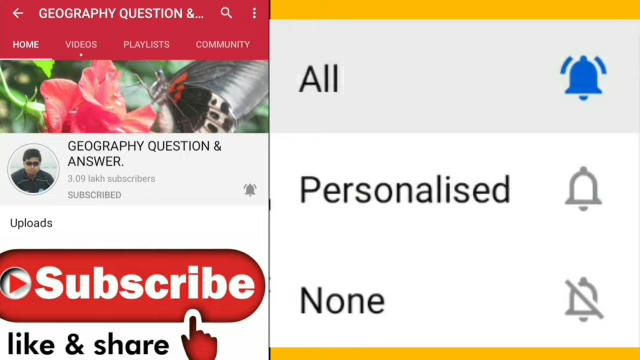 GEOGRAPHY QUESTION &...
HOME VIDEOS PLAYLISTS COMMUNITY
GEOGRAPHY QUESTION &
ANSWER.
3.09 lakh subscribers
SUBSCRIBED
Uploads
Subscribe
like & share
All
Personalised
None